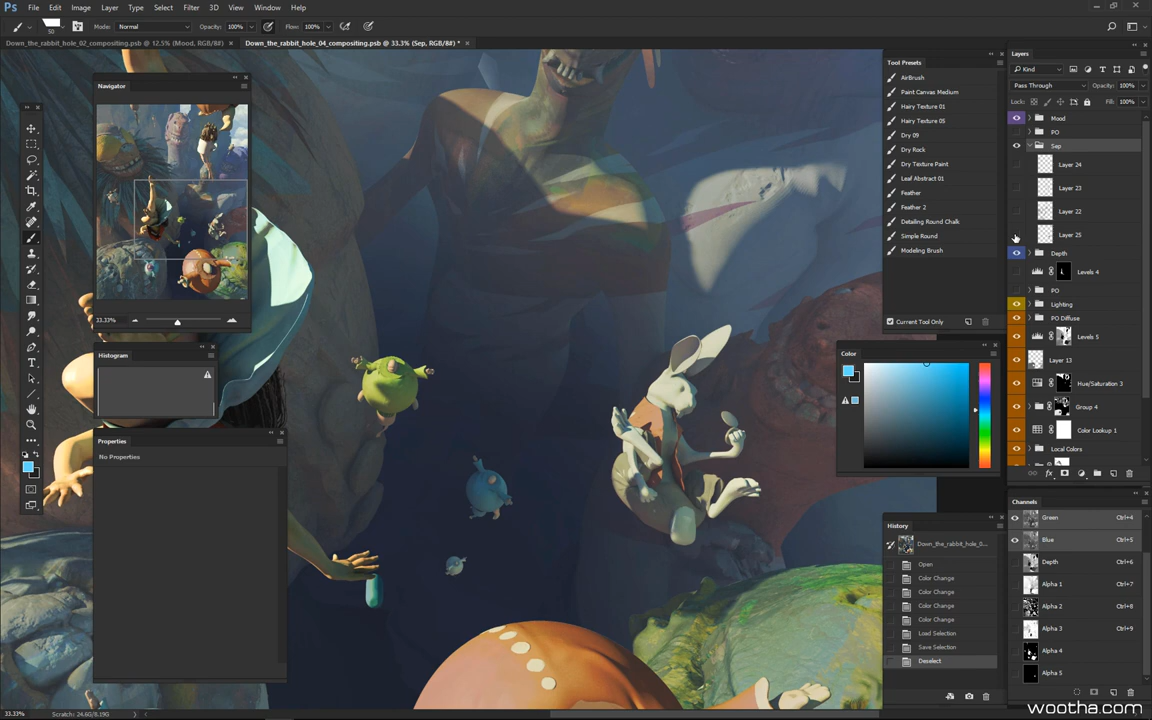 Ps File Edit Image Layer Type Select Filter 3D View Window Help
50 Mode: Normal Opacity: 100% Flow: 100%
Down_the_rabbit_hole_02_compositing.psb @ 12.5% (Mood, RGB/8#) × Down_the_rabbit_hole_04_compositing.psb @ 33.3% (Sep, RGB/8#) * ×
Navigator
33.33%
Histogram
Properties
No Properties
Tool Presets
AirBrush
Paint Canvas Medium
Hairy Texture 01
Hairy Texture 05
Dry 09
Dry Rock
Dry Texture Paint
Leaf Abstract 01
Feather
Feather 2
Detailing Round Chalk
Simple Round
Modeling Brush
Current Tool Only
Color
History
Down_the_rabbit_hole_0...
Open
Color Change
Color Change
Color Change
Color Change
Load Selection
Save Selection
Deselect
Layers
Kind
Pass Through Opacity: 100%
Lock: Fill: 100%
Mood
PO
Sep
Layer 24
Layer 23
Layer 22
Layer 25
Depth
Levels 4
PO
Lighting
PO Diffuse
Levels 5
Layer 13
Hue/Saturation 3
Group 4
Color Lookup 1
Local Colors
Channels
Green Ctrl+4
Blue Ctrl+5
Depth Ctrl+6
Alpha 1 Ctrl+7
Alpha 2 Ctrl+8
Alpha 3 Ctrl+9
Alpha 4
Alpha 5
33.33% Scratch: 24.6G/8.19G
wootha.com